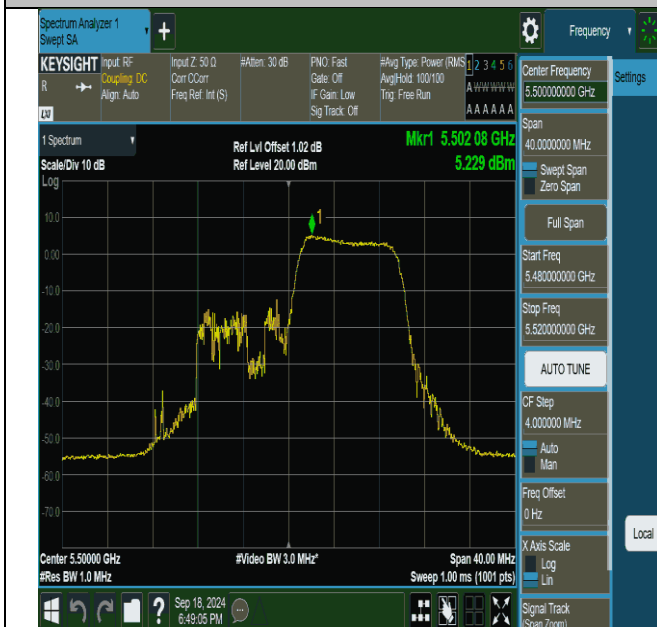 Spectrum Analyzer 1
Swept SA
+
Frequency
KEYSIGHT
R
LXI
Input: RF
Coupling: DC
Align: Auto
Input Z: 50 Ω
Corr CCorr
Freq Ref: Int (S)
#Atten: 30 dB
PNO: Fast
Gate: Off
IF Gain: Low
Sig Track: Off
#Avg Type: Power (RMS
Avg|Hold: 100/100
Trig: Free Run
1 2 3 4 5 6
A W W W W W
A A A A A A
1 Spectrum
Scale/Div 10 dB
Log
Ref Lvl Offset 1.02 dB
Ref Level 20.00 dBm
Mkr1 5.502 08 GHz
5.229 dBm
1
10.0
0.00
-10.0
-20.0
-30.0
-40.0
-50.0
-60.0
-70.0
Center 5.50000 GHz
#Res BW 1.0 MHz
#Video BW 3.0 MHz*
Span 40.00 MHz
Sweep 1.00 ms (1001 pts)
?
Sep 18, 2024
6:49:05 PM
Center Frequency
5.500000000 GHz
Span
40.0000000 MHz
Swept Span
Zero Span
Full Span
Start Freq
5.480000000 GHz
Stop Freq
5.520000000 GHz
AUTO TUNE
CF Step
4.000000 MHz
Auto
Man
Freq Offset
0 Hz
X Axis Scale
Log
Lin
Signal Track
(Span Zoom)
Settings
Local